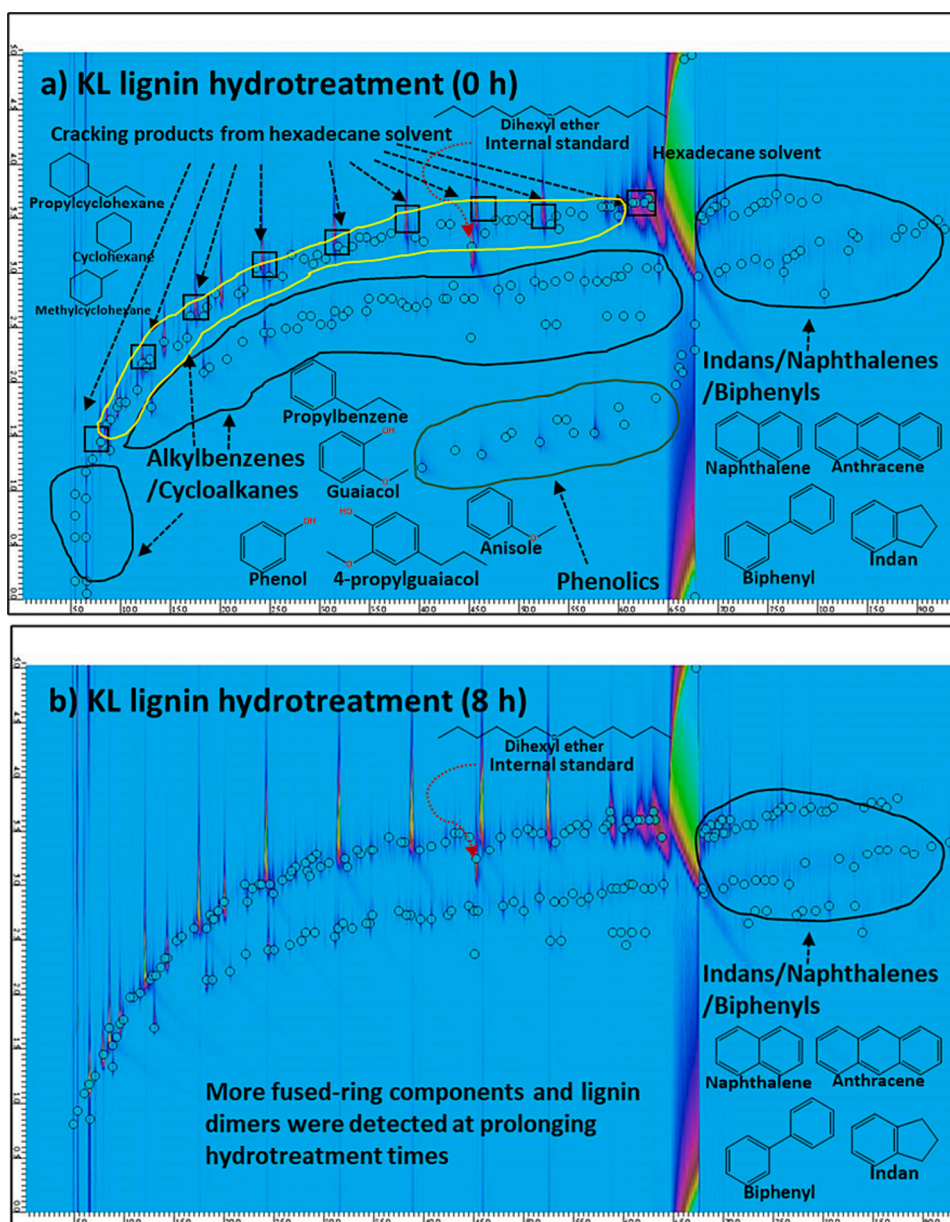 a) KL lignin hydrotreatment (0 h)
Cracking products from hexadecane solvent
Dihexyl ether
Internal standard
Hexadecane solvent
Propylcyclohexane
Cyclohexane
Methylcyclohexane
Indans/Naphthalenes
/Biphenyls
Propylbenzene
OH
Alkylbenzenes
/Cycloalkanes
Guaiacol
Naphthalene
Anthracene
OH
HO
Anisole
Phenol
4-propylguaiacol
Phenolics
Biphenyl
Indan
b) KL lignin hydrotreatment (8 h)
Dihexyl ether
Internal standard
Indans/Naphthalenes
/Biphenyls
Naphthalene
Anthracene
More fused-ring components and lignin
dimers were detected at prolonging
hydrotreatment times
Biphenyl
Indan